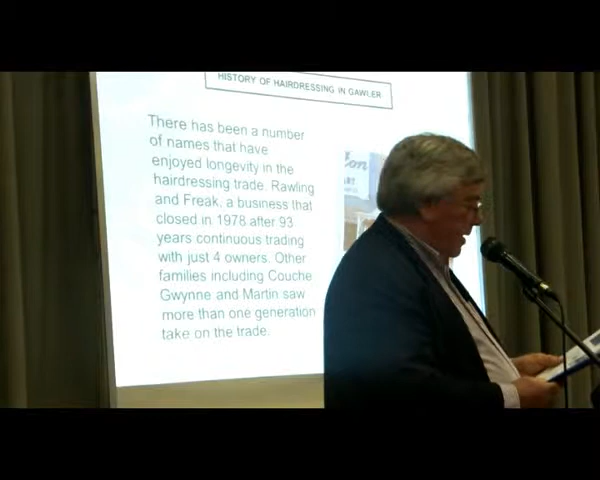 HISTORY OF HAIRDRESSING IN GAWLER
There has been a number
of names that have
enjoyed longevity in the
hairdressing trade. Rawling
and Freak, a business that
closed in 1978 after 93
years continuous trading
with just 4 owners. Other
families including Couche
Gwynne and Martin saw
more than one generation
take on the trade.